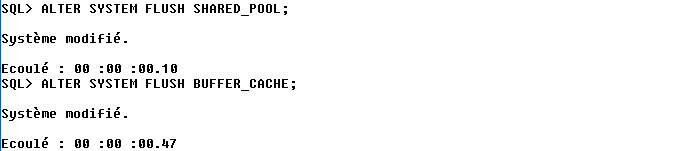 SQL> ALTER SYSTEM FLUSH SHARED_POOL;
Système modifié.
Ecoulé : 00 :00 :00.10
SQL> ALTER SYSTEM FLUSH BUFFER_CACHE;
Système modifié.
Ecoulé : 00 :00 :00.47